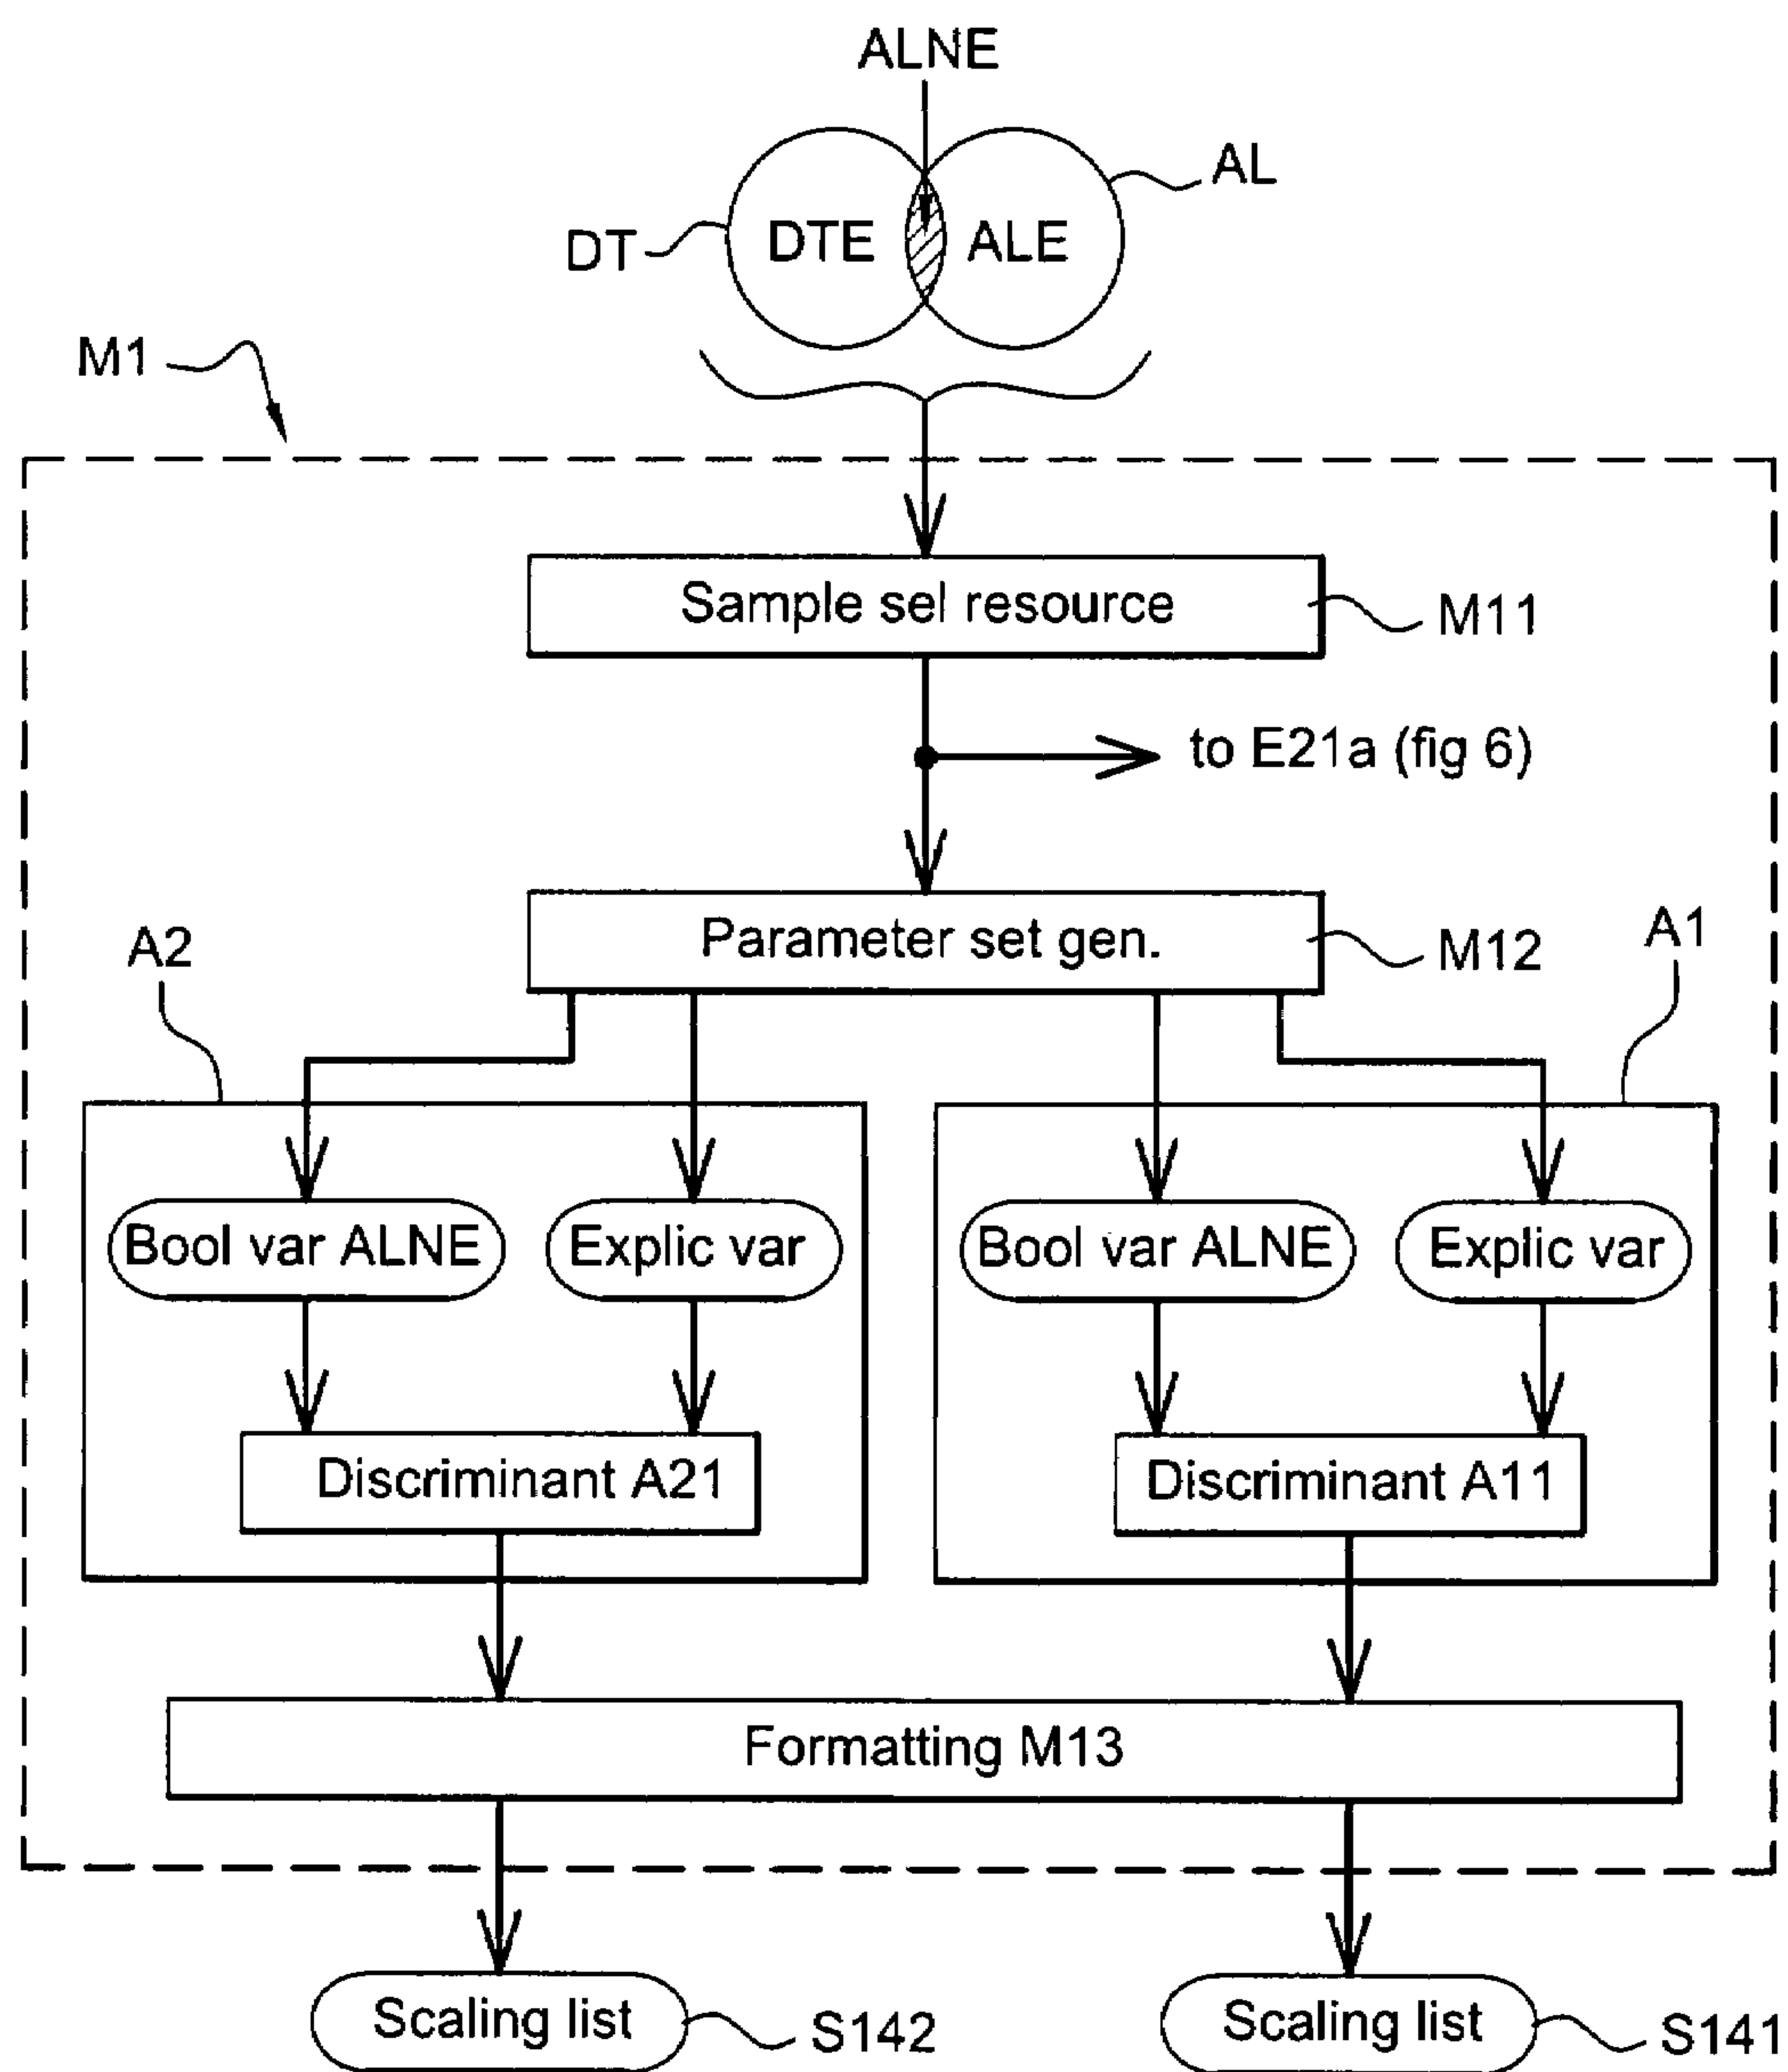 ALNE
AL
DT
DTE
ALE
M1
Sample sel resource
M11
to E21a (fig 6)
Parameter set gen.
M12
A2
A1
Bool var ALNE
Explic var
Bool var ALNE
Explic var
Discriminant A21
Discriminant A11
Formatting M13
Scaling list
S142
Scaling list
S141